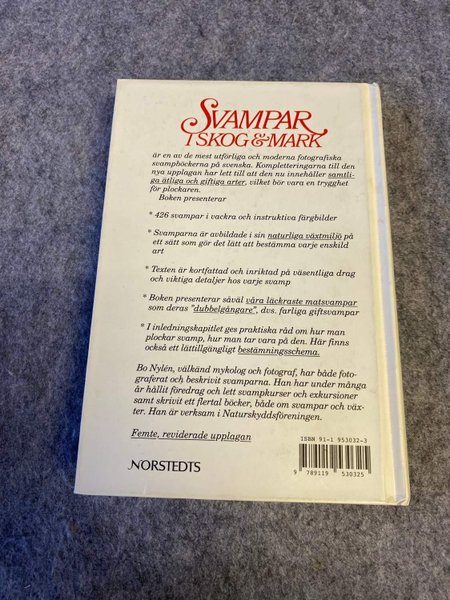 SVAMPAR
I SKOG & MARK
är en av de mest utförliga och moderna fotografiska
svampböckerna på svenska. Kompletteringarna till den
nya upplagan har lett till att den nu innehåller samtli-
ga ätliga och giftiga arter, vilket bör vara en trygghet
för plockaren.
Boken presenterar
* 426 svampar i vackra och instruktiva färgbilder
* Svamparna är avbildade i sin naturliga växtmiljö på
ett sätt som gör det lätt att bestämma varje enskild
art
* Texten är kortfattad och inriktad på väsentliga drag
och viktiga detaljer hos varje svamp
* Boken presenterar såväl våra läckraste matsvampar
som deras "dubbelgångare", dvs. farliga giftsvampar
* I inledningskapitlet ges praktiska råd om hur man
plockar svamp, hur man tar vara på den. Här finns
också ett lättillgängligt bestämningsschema.
Bo Nylén, välkänd mykolog och fotograf, har både foto-
graferat och beskrivit svamparna. Han har under många
år hållit föredrag och lett svampkurser och exkursioner
samt skrivit ett flertal böcker, både om svampar och väx-
ter. Han är verksam i Naturskyddsföreningen.
Femte, reviderade upplagan
NORSTEDTS
ISBN 91-1 953032-3
9 789119 530325